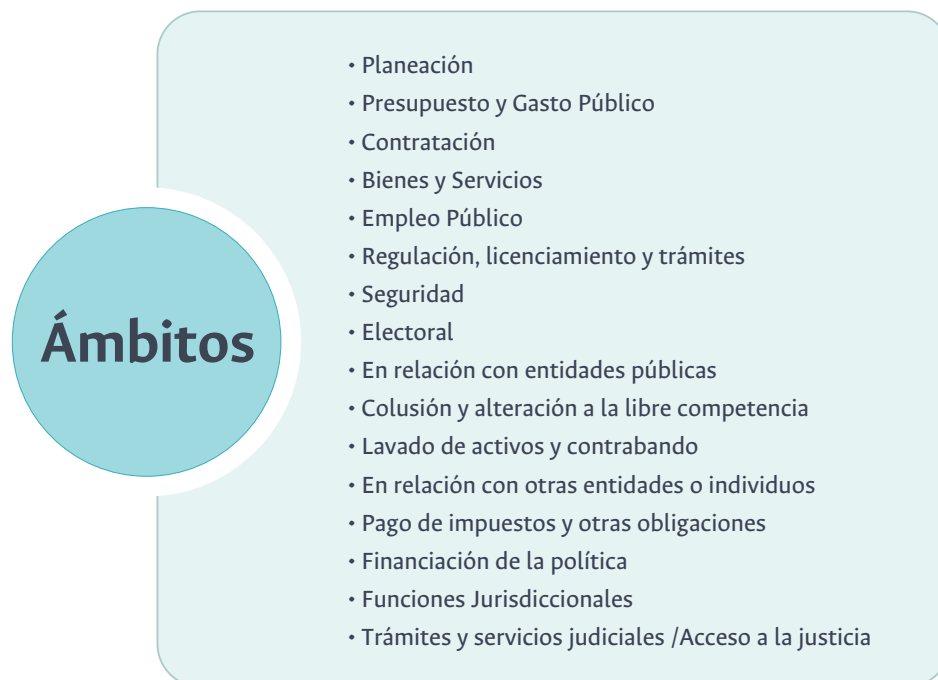 Ámbitos
• Planeación
• Presupuesto y Gasto Público
• Contratación
• Bienes y Servicios
• Empleo Público
• Regulación, licenciamiento y trámites
• Seguridad
• Electoral
• En relación con entidades públicas
• Colusión y alteración a la libre competencia
• Lavado de activos y contrabando
• En relación con otras entidades o individuos
• Pago de impuestos y otras obligaciones
• Financiación de la política
• Funciones Jurisdiccionales
• Trámites y servicios judiciales /Acceso a la justicia